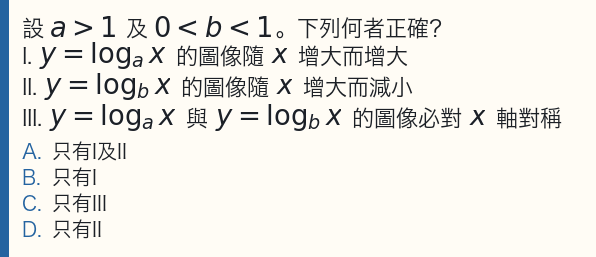 設 a > 1 及 0 < b < 1。下列何者正確？
I. y = logₐ x 的圖像隨 x 增大而增大
II. y = log_b x 的圖像隨 x 增大而減小
III. y = logₐ x 與 y = log_b x 的圖像必對 x 軸對稱
A. 只有I及II
B. 只有I
C. 只有III
D. 只有II